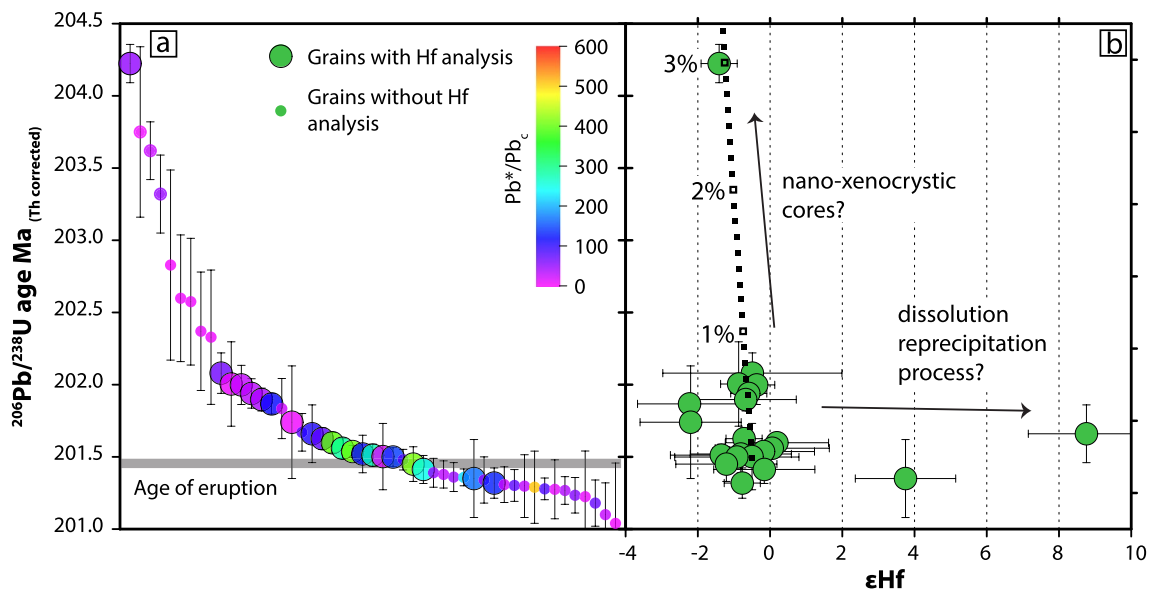 a
b
204.5
204.0
203.5
203.0
202.5
202.0
201.5
201.0
206Pb/238U age Ma (Th corrected)
Grains with Hf analysis
Grains without Hf
analysis
Pb*/Pbc
600
500
400
300
200
100
0
Age of eruption
3%
2%
1%
nano-xenocrystic
cores?
dissolution
reprecipitation
process?
-4
-2
0
2
4
6
8
10
εHf